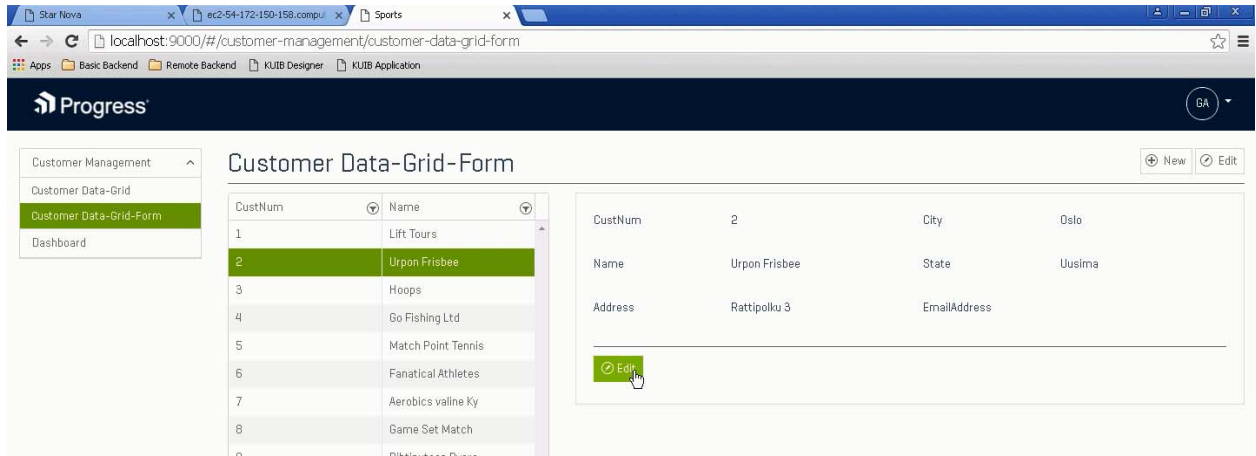 Star Nova
ec2-54-172-150-158.compul
Sports
localhost:9000/#/customer-management/customer-data-grid-form
Apps Basic Backend Remote Backend KUIB Designer KUIB Application
Progress
GA
Customer Management
Customer Data-Grid
Customer Data-Grid-Form
Dashboard
Customer Data-Grid-Form
New Edit
CustNum Name
1 Lift Tours
2 Urpon Frisbee
3 Hoops
4 Go Fishing Ltd
5 Match Point Tennis
6 Fanatical Athletes
7 Aerobics valine Ky
8 Game Set Match
CustNum 2 City Oslo
Name Urpon Frisbee State Uusima
Address Rattipolku 3 EmailAddress
Edit